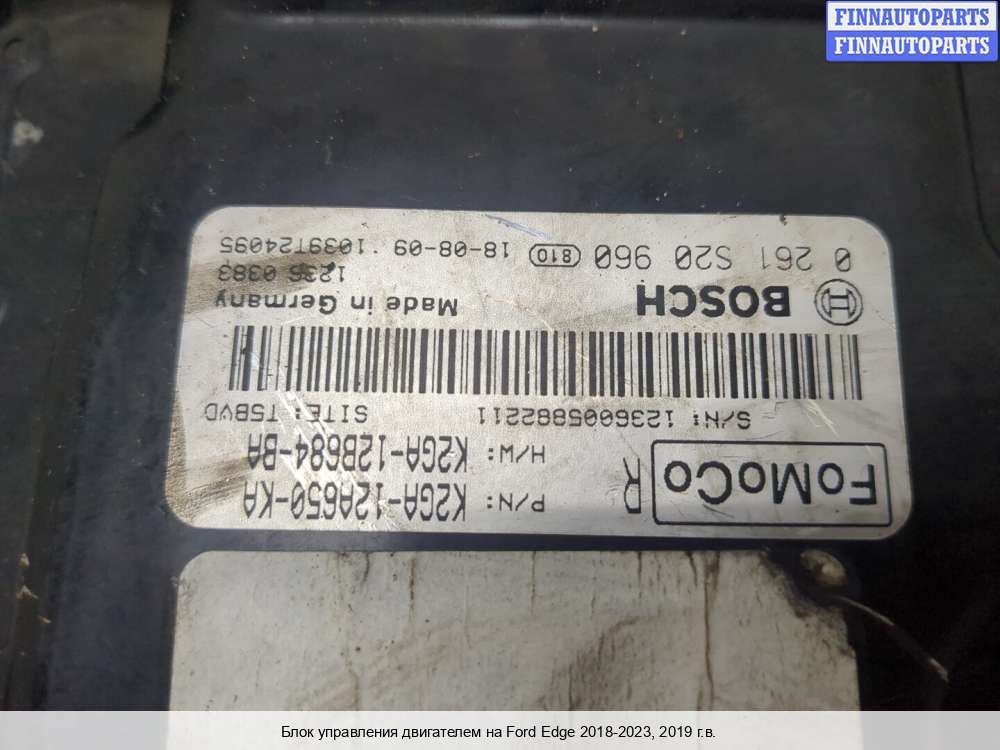 FINNAUTOPARTS
FINNAUTOPARTS
FoMoCo
R
P/N: K2GA-12A650-KA
H/W: K2GA-12B684-BA
S/N: 1236005882211
SITE: TSBVD
BOSCH
Made in Germany
1236 0383
0 261 S20 960
810
18-08-09
1039T24095
Блок управления двигателем на Ford Edge 2018-2023, 2019 г.в.